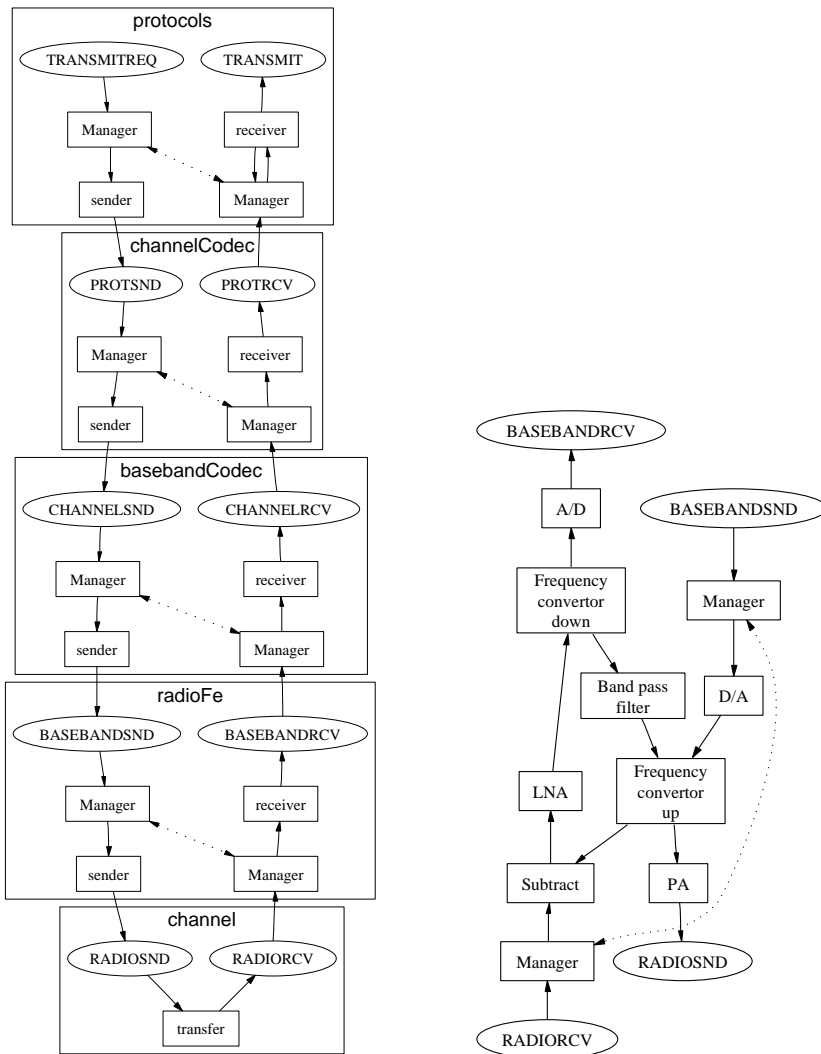 protocols
TRANSMITREQ
TRANSMIT
Manager
receiver
sender
Manager
channelCodec
PROTSND
PROTRCV
Manager
receiver
sender
Manager
basebandCodec
CHANNELSND
CHANNELRCV
Manager
receiver
sender
Manager
radioFe
BASEBANDSND
BASEBANDRCV
Manager
receiver
sender
Manager
channel
RADIOSND
RADIORCV
transfer
BASEBANDRCV
A/D
BASEBANDSND
Frequency
convertor
down
Manager
Band pass
filter
D/A
LNA
Frequency
convertor
up
Subtract
PA
Manager
RADIOSND
RADIORCV